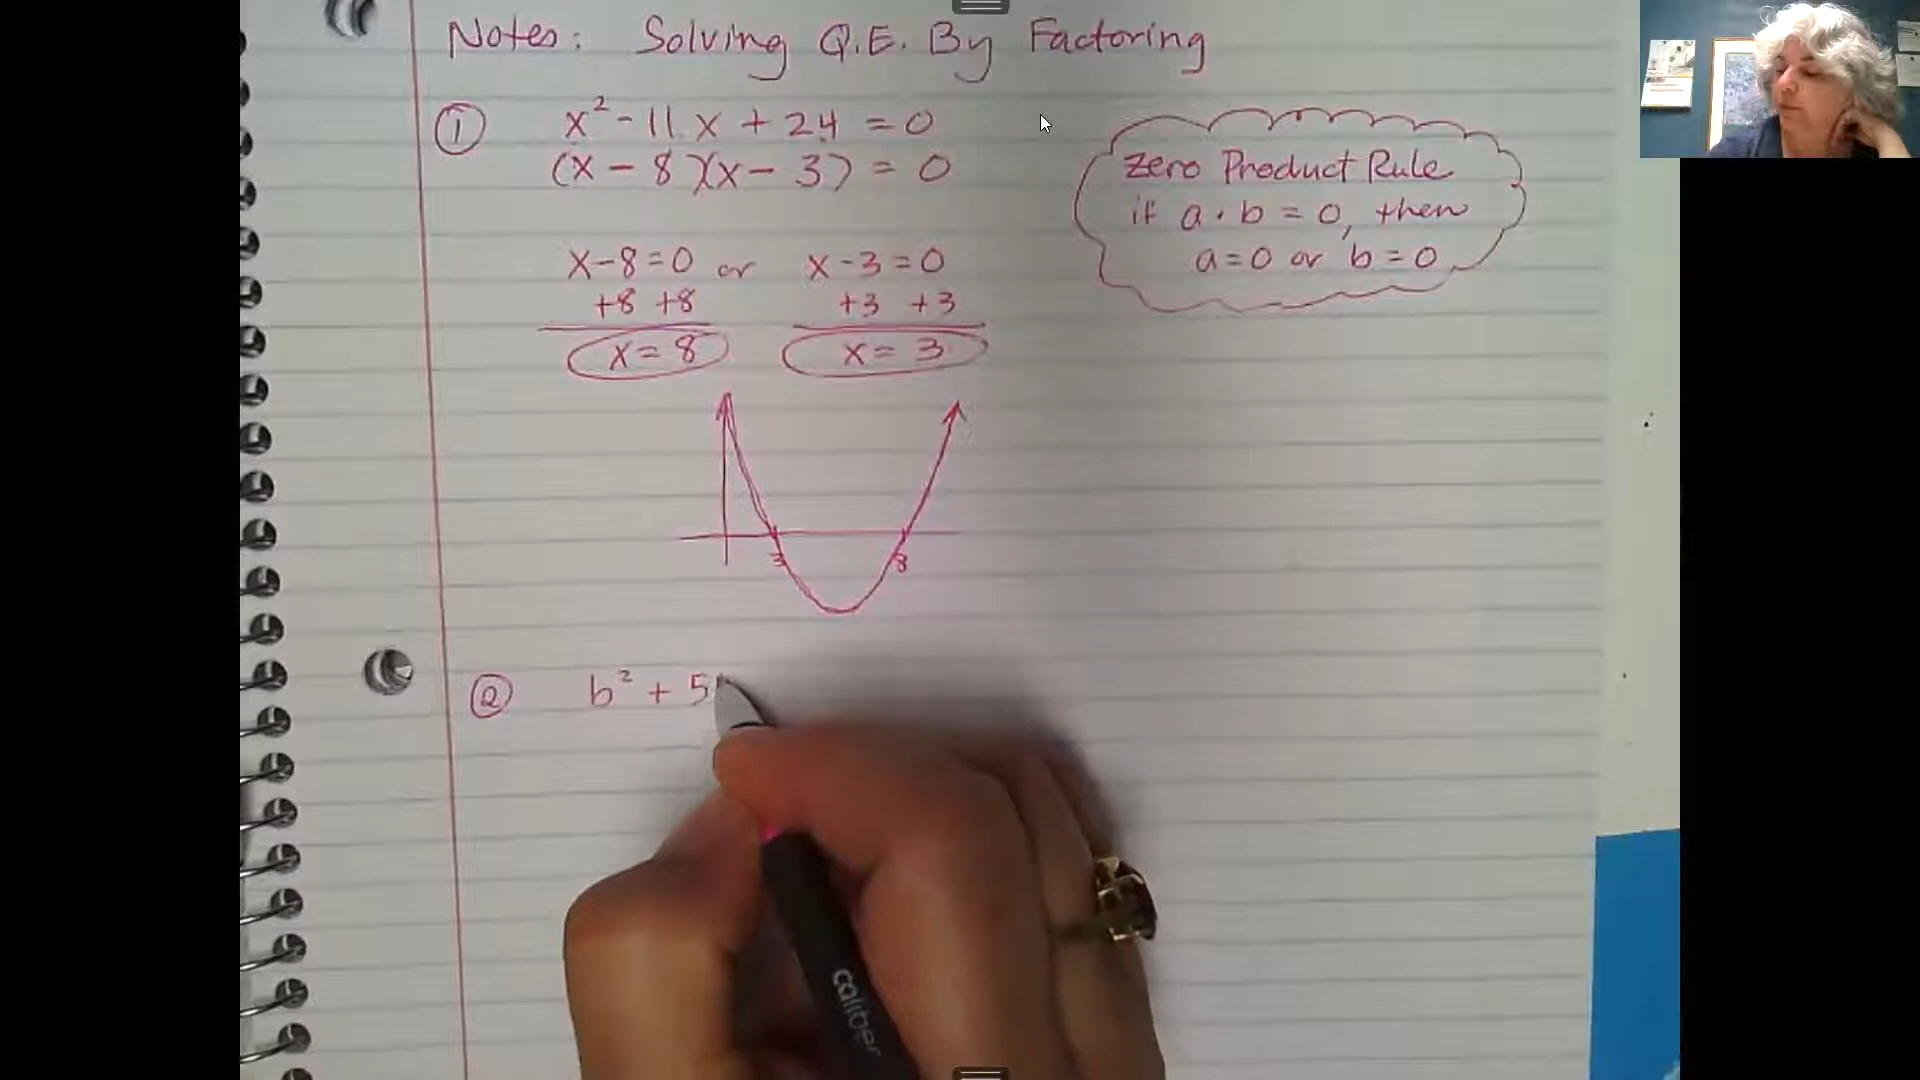 Notes: Solving Q.E. By Factoring
① x² - 11x + 24 = 0
(x - 8)(x - 3) = 0
x - 8 = 0 or x - 3 = 0
+8 +8 +3 +3
x = 8 x = 3
3 8
Zero Product Rule
if a · b = 0, then
a = 0 or b = 0
② b² + 5
caliber